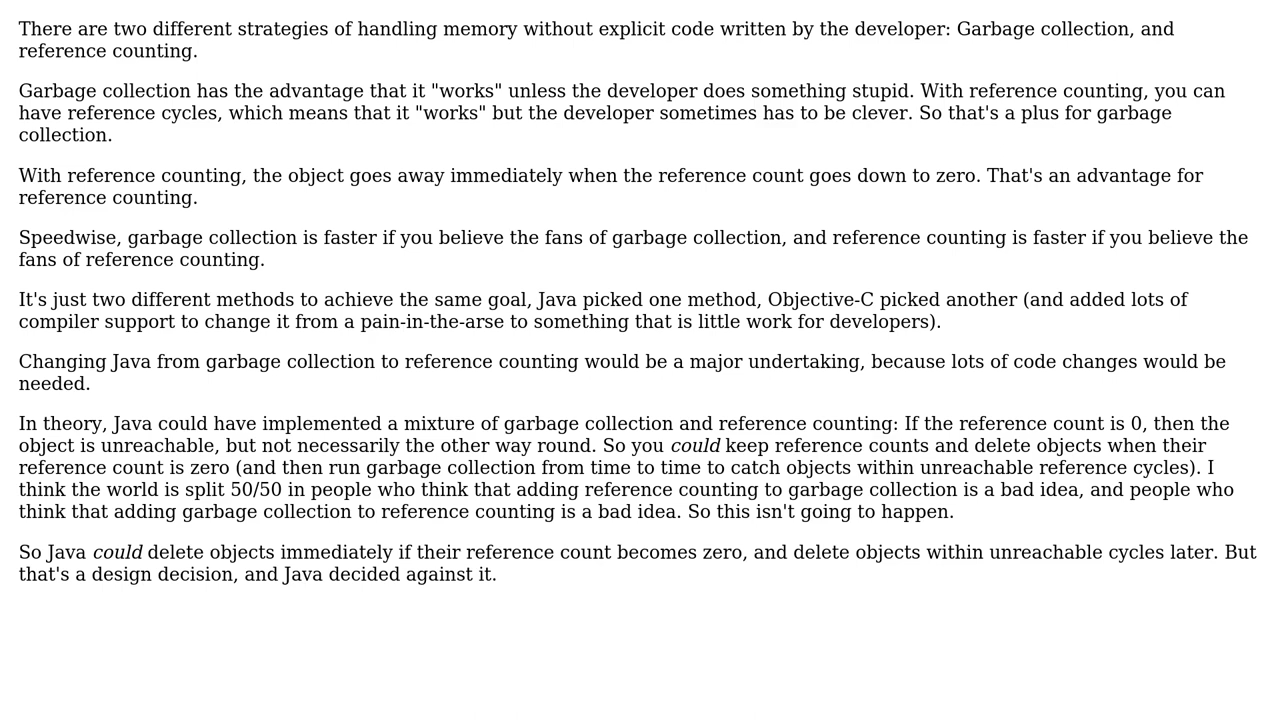 There are two different strategies of handling memory without explicit code written by the developer: Garbage collection, and
reference counting.
Garbage collection has the advantage that it "works" unless the developer does something stupid. With reference counting, you can
have reference cycles, which means that it "works" but the developer sometimes has to be clever. So that's a plus for garbage
collection.
With reference counting, the object goes away immediately when the reference count goes down to zero. That's an advantage for
reference counting.
Speedwise, garbage collection is faster if you believe the fans of garbage collection, and reference counting is faster if you believe the
fans of reference counting.
It's just two different methods to achieve the same goal, Java picked one method, Objective-C picked another (and added lots of
compiler support to change it from a pain-in-the-arse to something that is little work for developers).
Changing Java from garbage collection to reference counting would be a major undertaking, because lots of code changes would be
needed.
In theory, Java could have implemented a mixture of garbage collection and reference counting: If the reference count is 0, then the
object is unreachable, but not necessarily the other way round. So you could keep reference counts and delete objects when their
reference count is zero (and then run garbage collection from time to time to catch objects within unreachable reference cycles). I
think the world is split 50/50 in people who think that adding reference counting to garbage collection is a bad idea, and people who
think that adding garbage collection to reference counting is a bad idea. So this isn't going to happen.
So Java could delete objects immediately if their reference count becomes zero, and delete objects within unreachable cycles later. But
that's a design decision, and Java decided against it.